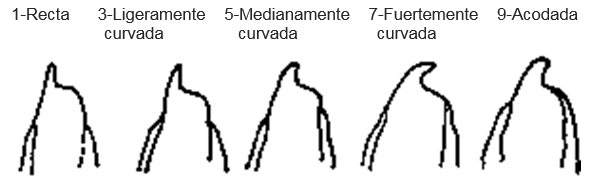 1-Recta
3-Ligeramente curvada
5-Medianamente curvada
7-Fuertemente curvada
9-Acodada